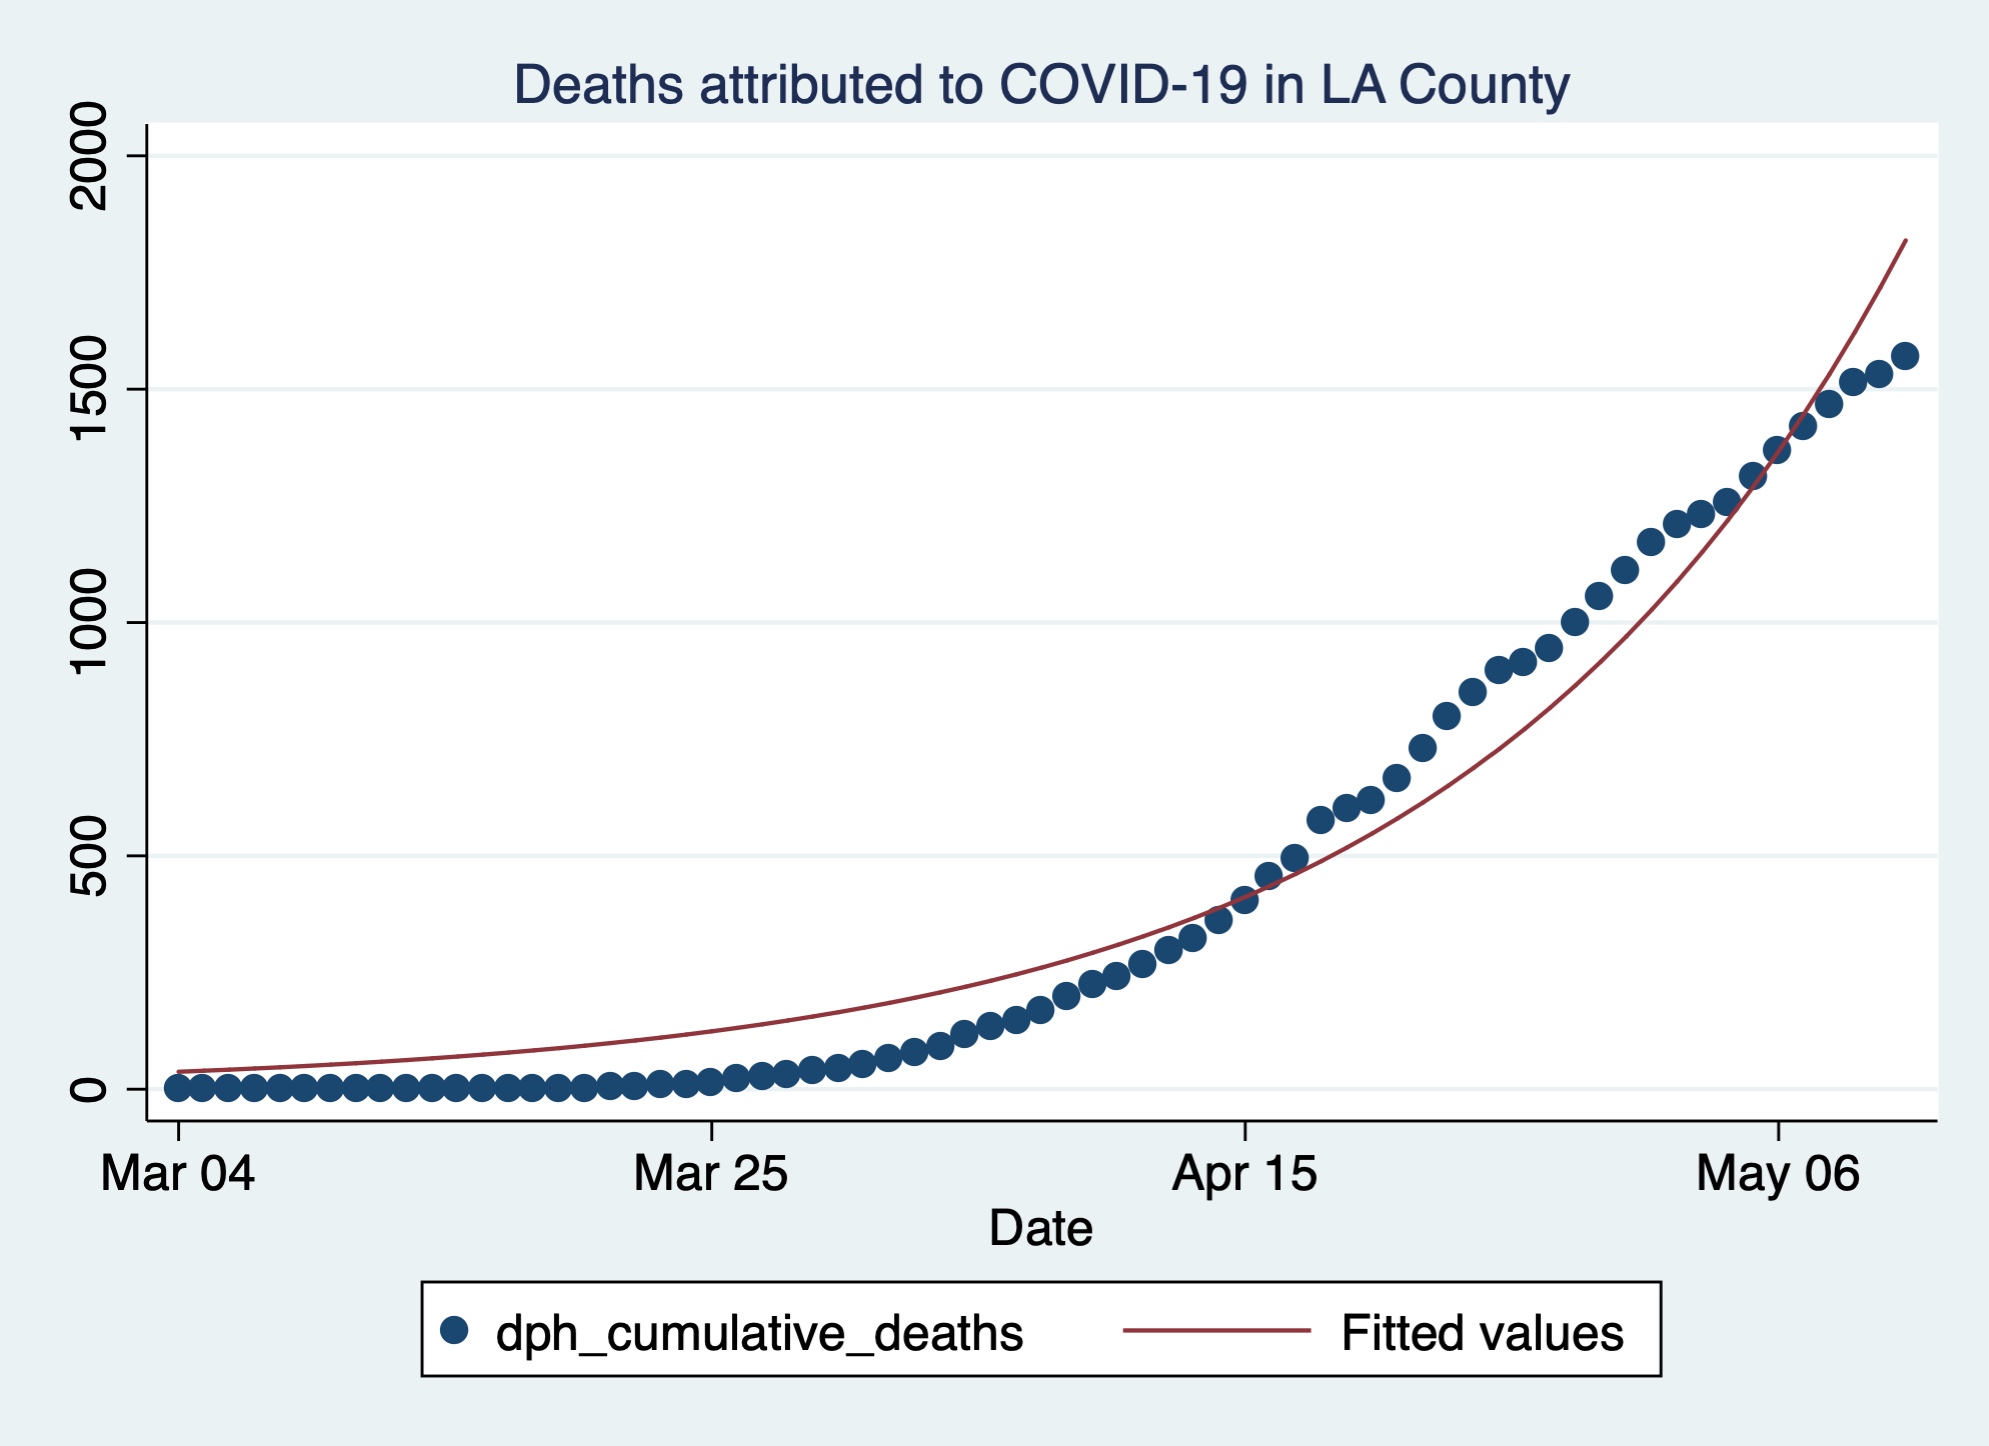 Deaths attributed to COVID-19 in LA County
2000
1500
1000
500
0
Mar 04
Mar 25
Apr 15
May 06
Date
dph_cumulative_deaths
Fitted values